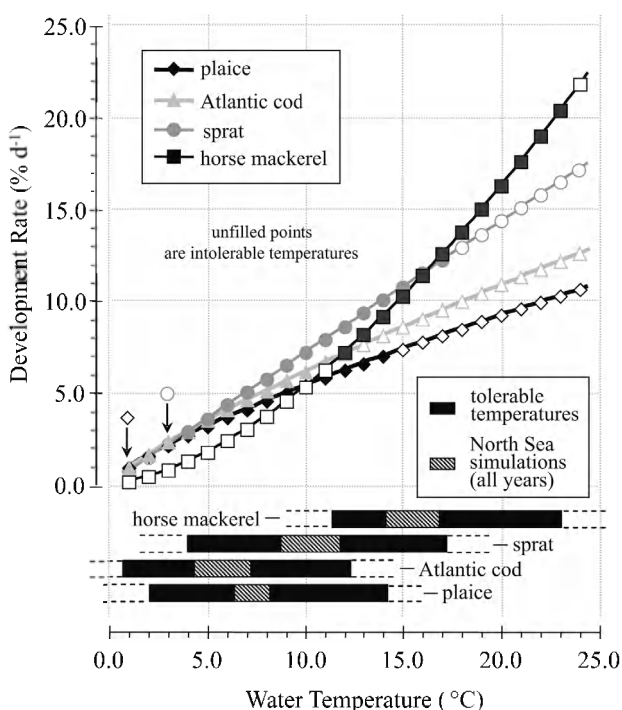 25.0
20.0
15.0
10.0
5.0
0.0
Development Rate (% d⁻¹)
plaice
Atlantic cod
sprat
horse mackerel
unfilled points
are intolerable temperatures
tolerable
temperatures
North Sea
simulations
(all years)
horse mackerel
sprat
Atlantic cod
plaice
0.0 5.0 10.0 15.0 20.0 25.0
Water Temperature ( °C)